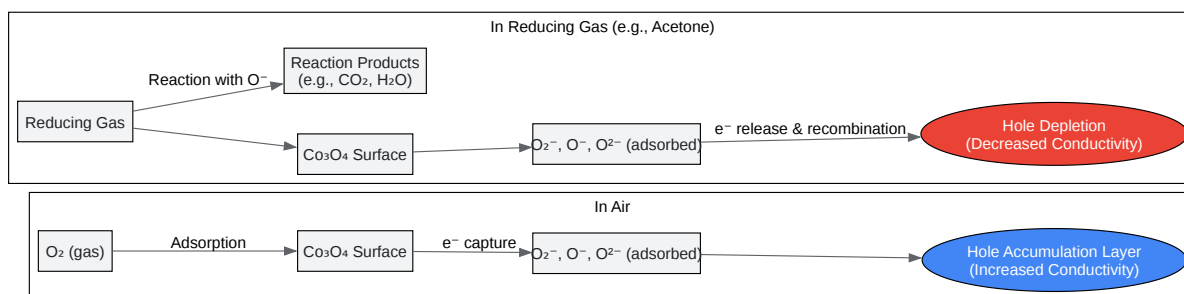 In Reducing Gas (e.g., Acetone)
Reaction with O⁻
Reaction Products
(e.g., CO₂, H₂O)
Reducing Gas
Co₃O₄ Surface
O₂⁻, O⁻, O²⁻ (adsorbed)
e⁻ release & recombination
Hole Depletion
(Decreased Conductivity)
In Air
O₂ (gas)
Adsorption
Co₃O₄ Surface
e⁻ capture
O₂⁻, O⁻, O²⁻ (adsorbed)
Hole Accumulation Layer
(Increased Conductivity)